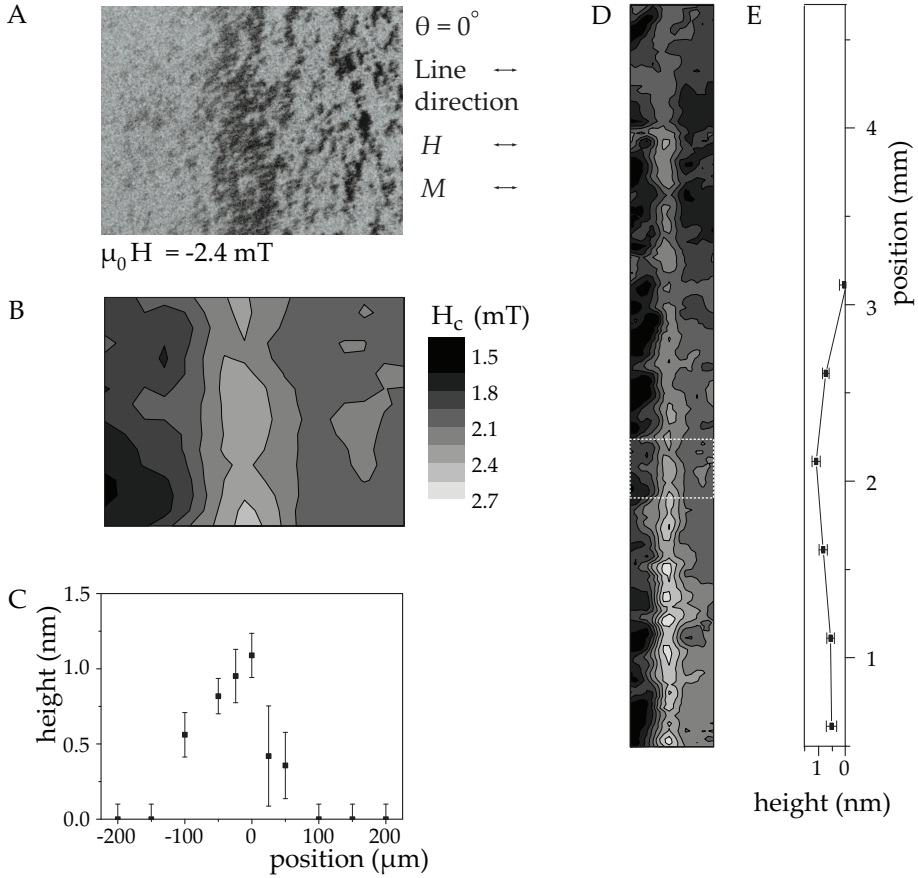 A
θ = 0°
Line ↔
direction
H ↔
M ↔
μ₀H = -2.4 mT
B
H_c (mT)
1.5
1.8
2.1
2.4
2.7
C
height (nm)
1.5
1.0
0.5
0.0
-200
-100
0
100
200
position (μm)
D
E
4
3
2
1
position (mm)
1 0
height (nm)